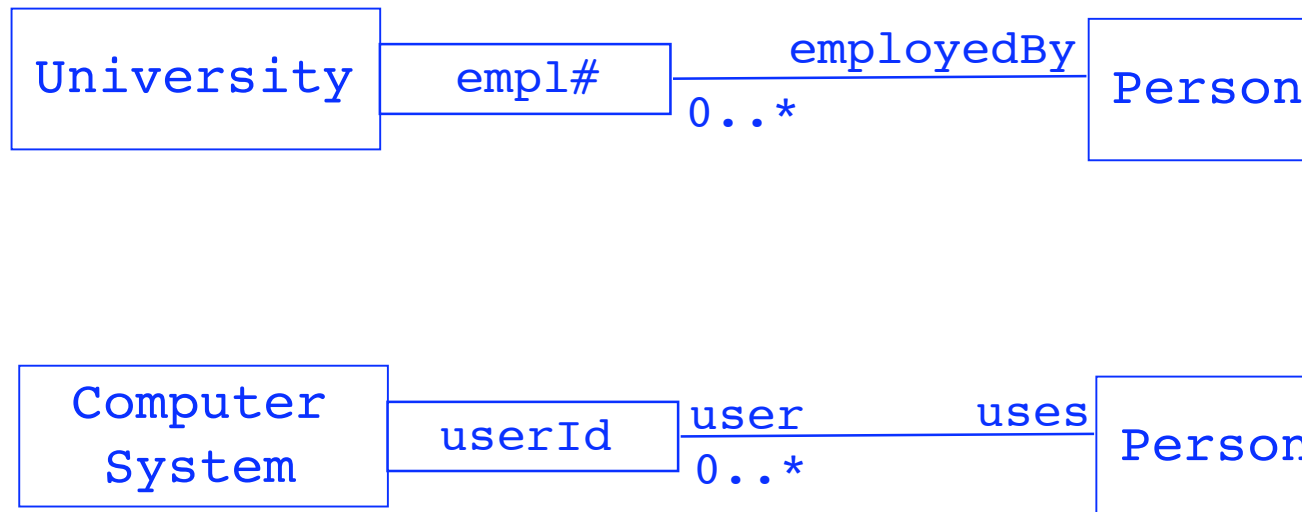 University
empl#
employedBy
0..*
Person
Computer
System
userId
user
uses
0..*
Person